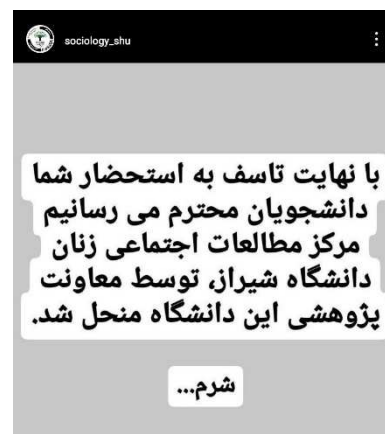 sociology_shu
با نهایت تاسف به استحضار شما
دانشجویان محترم می رسانیم
مرکز مطالعات اجتماعی زنان
دانشگاه شیراز، توسط معاونت
پژوهشی این دانشگاه منحل شد.
شرم...